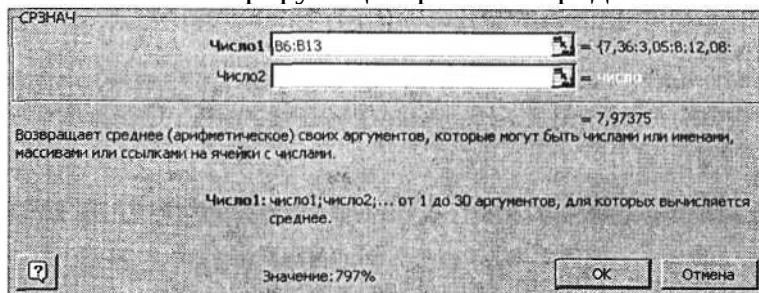 СРЗНАЧ
Число1 B6:B13 = {7,36:3,05:8:12,08:
Число2 = число
= 7,97375
Возвращает среднее (арифметическое) своих аргументов, которые могут быть числами или именами,
массивами или ссылками на ячейки с числами.
Число1: число1;число2;... от 1 до 30 аргументов, для которых вычисляется
среднее.
? Значение:797% ОК Отмена